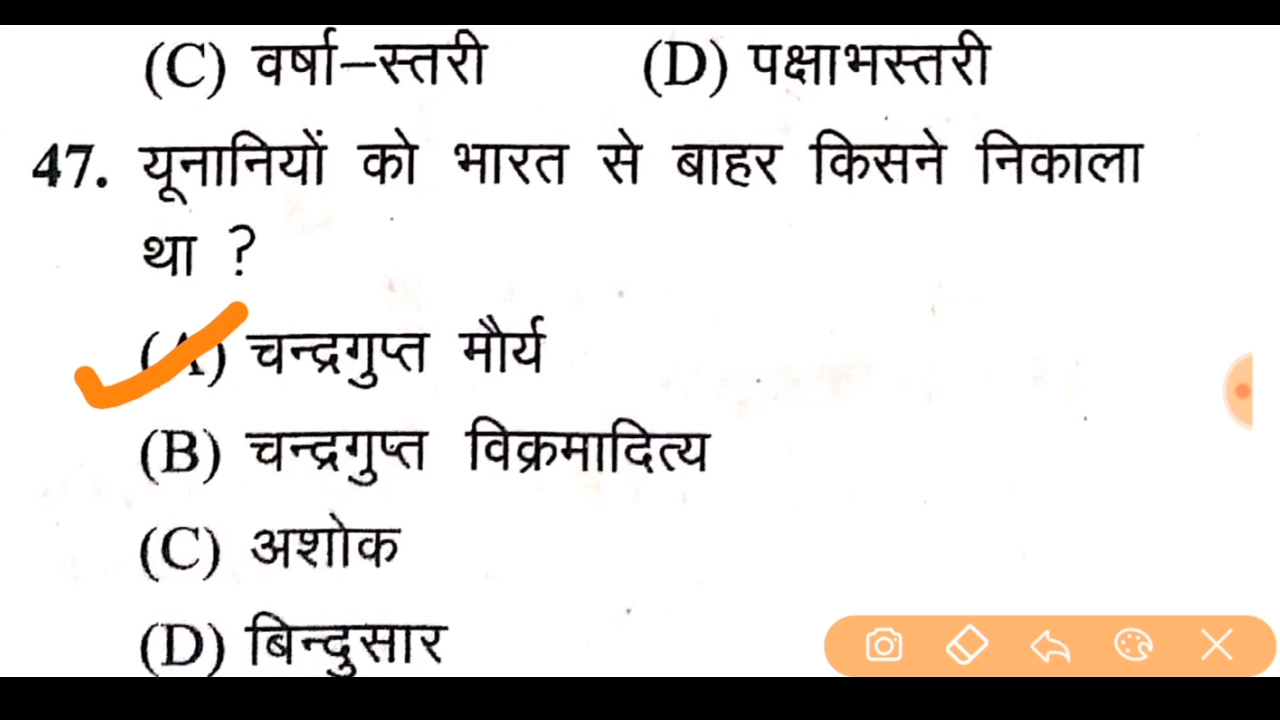 (C) वर्षा–स्तरी (D) पक्षाभस्तरी
47. यूनानियों को भारत से बाहर किसने निकाला
था ?
(A) चन्द्रगुप्त मौर्य
(B) चन्द्रगुप्त विक्रमादित्य
(C) अशोक
(D) बिन्दुसार